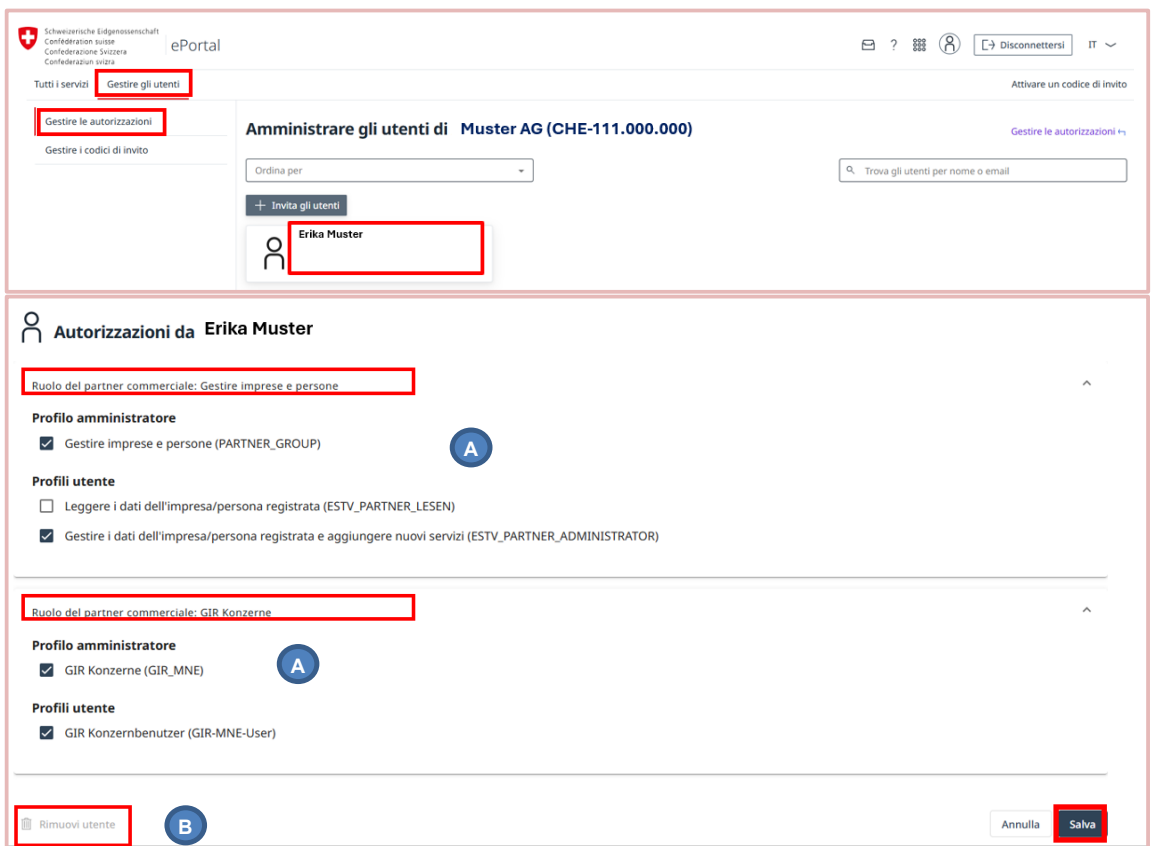 Schweizerische Eidgenossenschaft
Confédération suisse
Confederazione Svizzera
Confederaziun svizra
ePortal
?
Disconnettersi
IT
Tutti i servizi
Gestire gli utenti
Attivare un codice di invito
Gestire le autorizzazioni
Gestire i codici di invito
Amministrare gli utenti di Muster AG (CHE-111.000.000)
Gestire le autorizzazioni
Ordina per
Trova gli utenti per nome o email
+ Invita gli utenti
Erika Muster
Autorizzazioni da Erika Muster
Ruolo del partner commerciale: Gestire imprese e persone
Profilo amministratore
Gestire imprese e persone (PARTNER_GROUP)
A
Profili utente
Leggere i dati dell'impresa/persona registrata (ESTV_PARTNER_LESEN)
Gestire i dati dell'impresa/persona registrata e aggiungere nuovi servizi (ESTV_PARTNER_ADMINISTRATOR)
Ruolo del partner commerciale: GIR Konzerne
Profilo amministratore
GIR Konzerne (GIR_MNE)
A
Profili utente
GIR Konzernbenutzer (GIR-MNE-User)
Rimuovi utente
B
Annulla
Salva